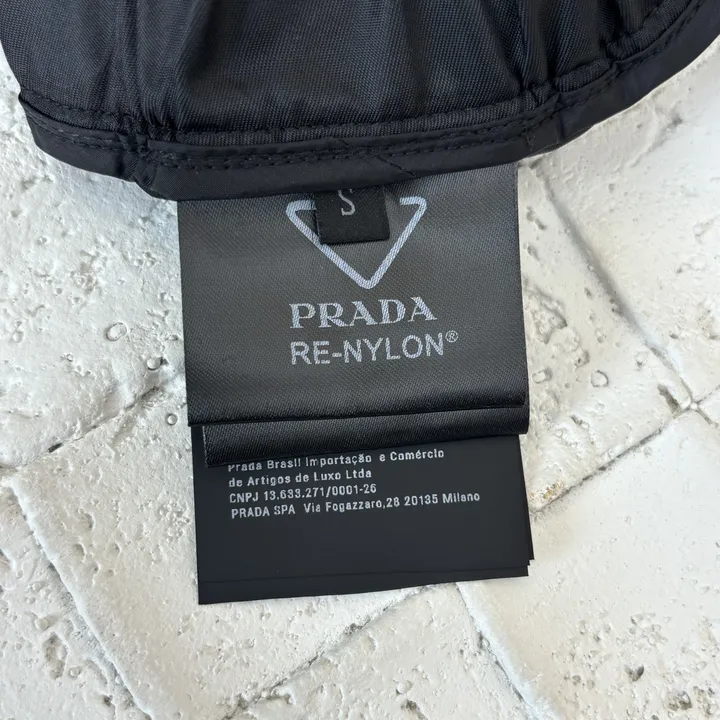 S
PRADA
RE-NYLON®
Prada Brasil Importação e Comércio
de Artigos de Luxo Ltda
CNPJ 13.633.271/0001-26
PRADA SPA Via Fogazzaro,28 20135 Milano